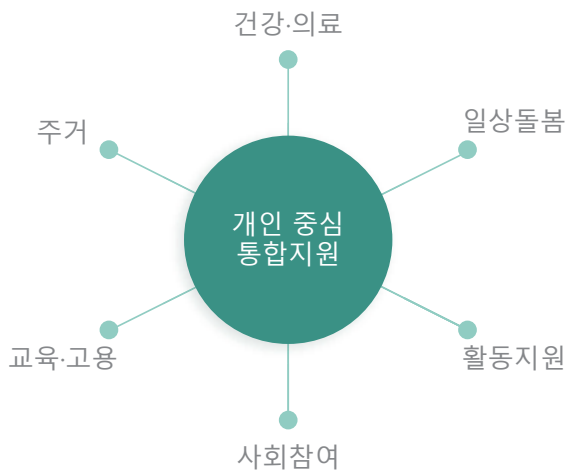 건강·의료
일상돌봄
주거
개인 중심
통합지원
교육·고용
활동지원
사회참여